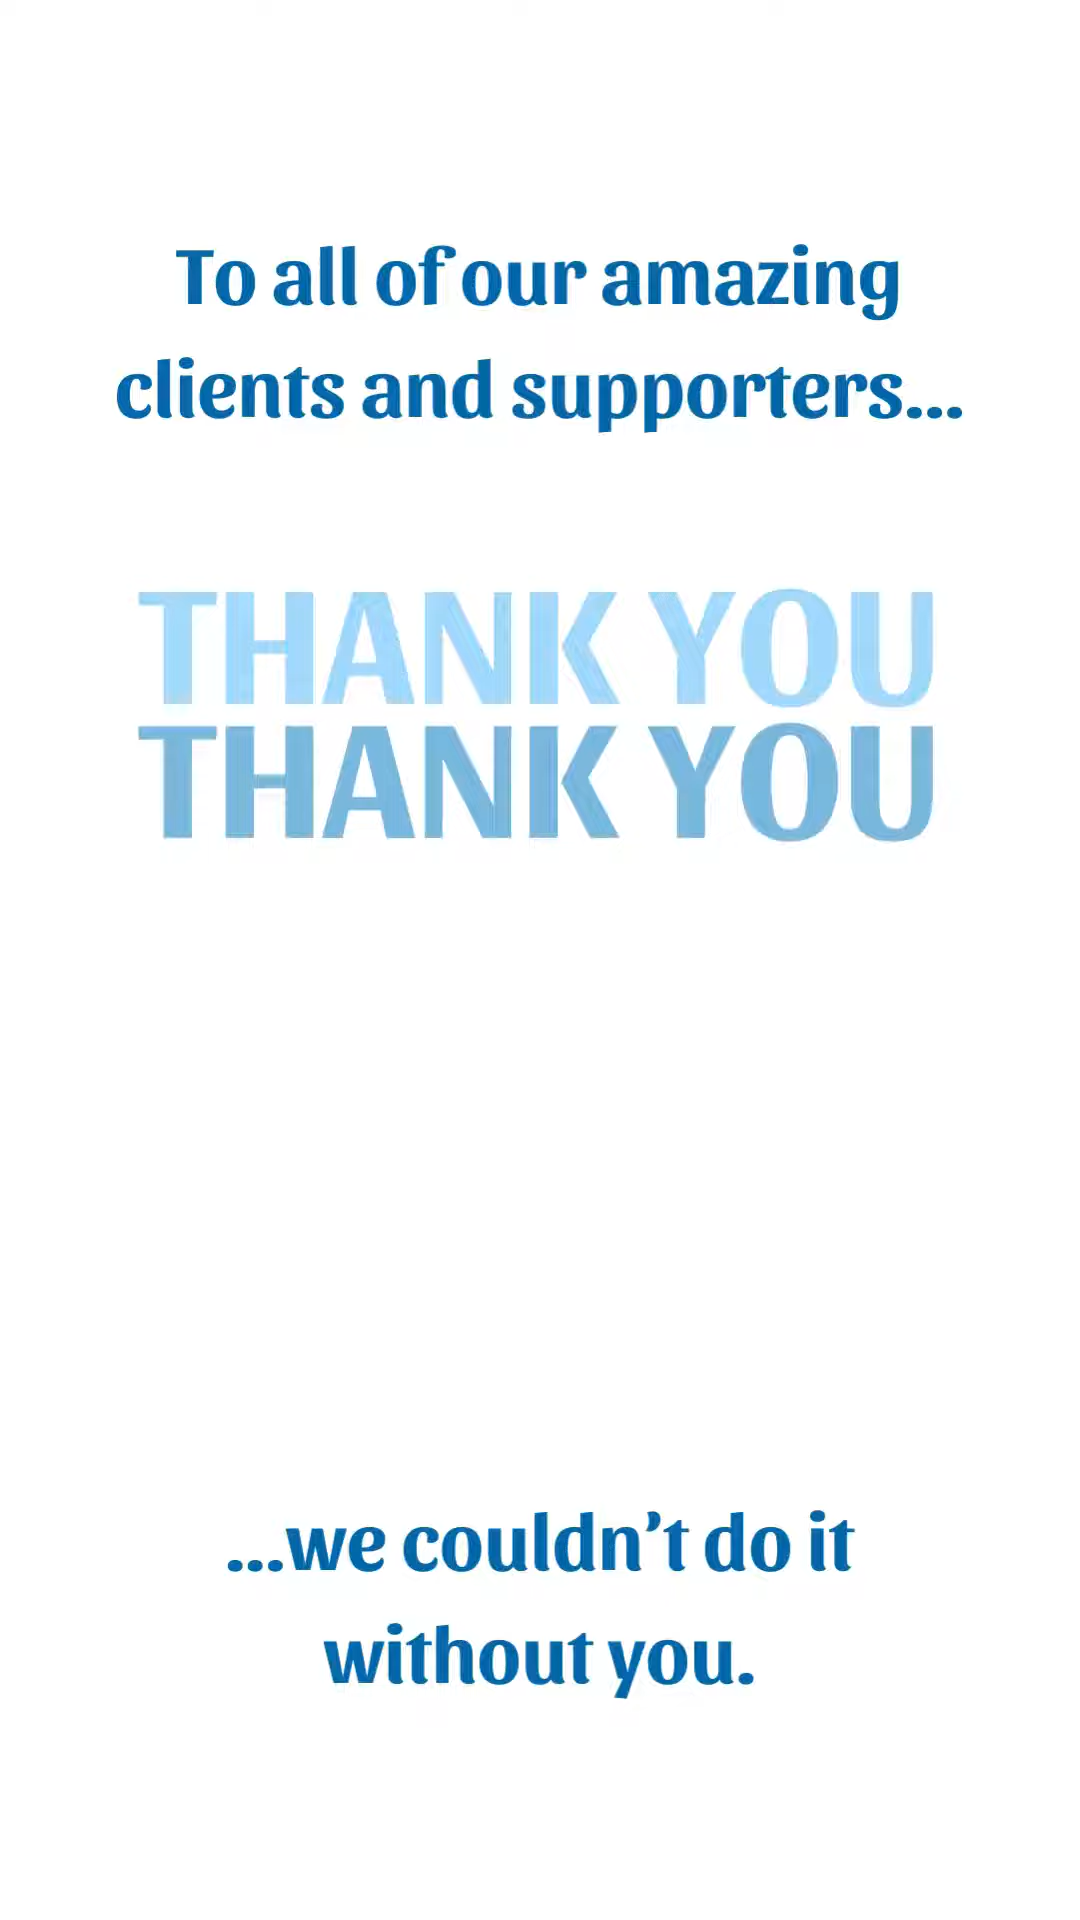 To all of our amazing
clients and supporters...
THANK YOU
THANK YOU
...we couldn’t do it
without you.